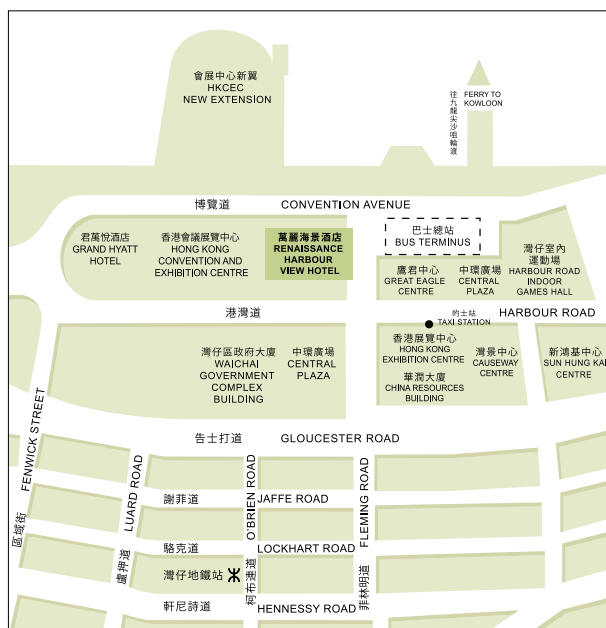 會展中心新翼
HKCEC
NEW EXTENSION
往九龍尖沙咀輪渡
FERRY TO
KOWLOON
博覽道 CONVENTION AVENUE
君萬悅酒店
GRAND HYATT
HOTEL
香港會議展覽中心
HONG KONG
CONVENTION AND
EXHIBITION CENTRE
萬麗海景酒店
RENAISSANCE
HARBOUR
VIEW HOTEL
巴士總站
BUS TERMINUS
鷹君中心
GREAT EAGLE
CENTRE
中環廣場
CENTRAL
PLAZA
灣仔室內
運動場
HARBOUR ROAD
INDOOR
GAMES HALL
港灣道
的士站
TAXI STATION
HARBOUR ROAD
灣仔區政府大廈
WAICHAI
GOVERNMENT
COMPLEX
BUILDING
中環廣場
CENTRAL
PLAZA
香港展覽中心
HONG KONG
EXHIBITION CENTRE
華潤大廈
CHINA RESOURCES
BUILDING
灣景中心
CAUSEWAY
CENTRE
新鴻基中心
SUN HUNG KAI
CENTRE
告士打道 GLOUCESTER ROAD
區域街 FENWICK STREET
盧押道 LUARD ROAD
柯布連道 O'BRIEN ROAD
菲林明道 FLEMING ROAD
謝菲道 JAFFE ROAD
駱克道 LOCKHART ROAD
灣仔地鐵站
軒尼詩道 HENNESSY ROAD